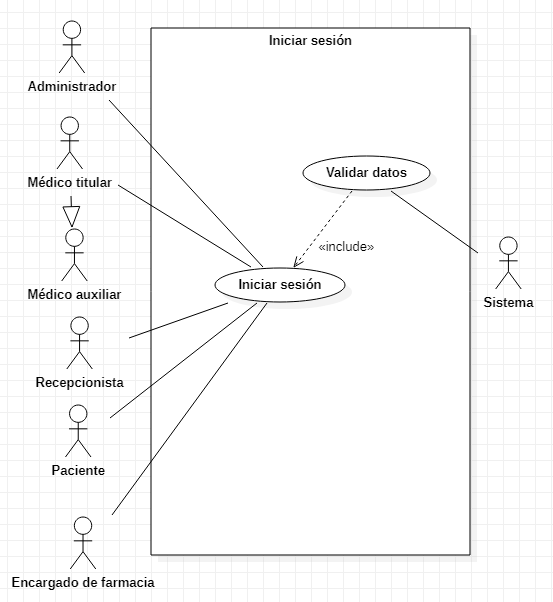 Iniciar sesión
Administrador
Validar datos
Médico titular
«include»
Iniciar sesión
Sistema
Médico auxiliar
Recepcionista
Paciente
Encargado de farmacia